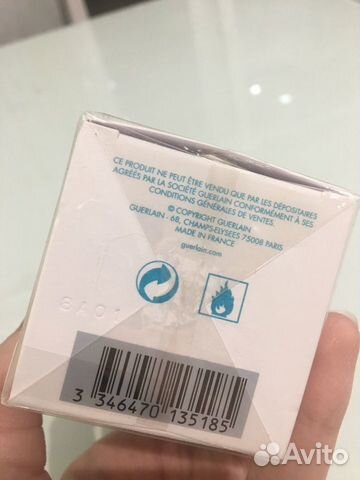 CE PRODUIT NE PEUT ÊTRE VENDU QUE PAR LES DÉPOSITAIRES
AGRÉÉS PAR LA SOCIÉTÉ GUERLAIN CONFORMÉMENT À SES
CONDITIONS GÉNÉRALES DE VENTES.
© COPYRIGHT GUERLAIN
GUERLAIN - 68, CHAMPS-ELYSEES 75008 PARIS
MADE IN FRANCE
guerlain.com
3 346470 135185
Avito